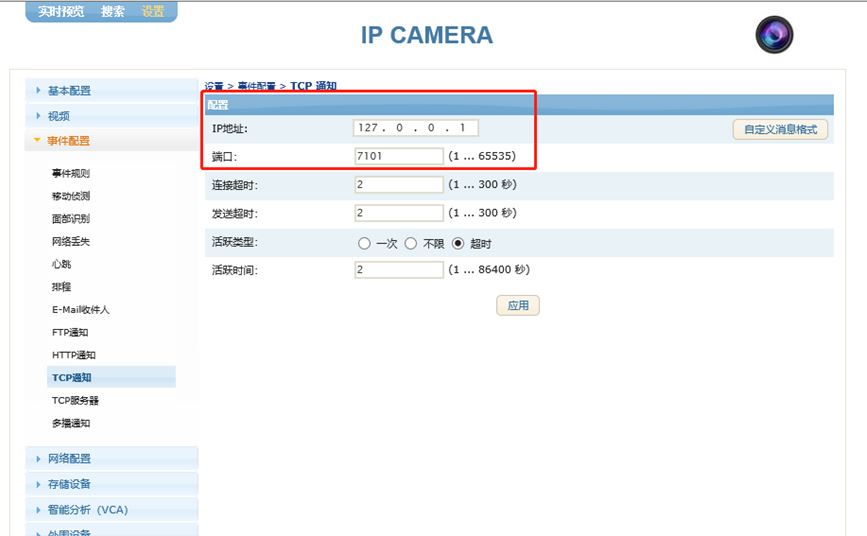 实时预览 搜索 设置
IP CAMERA
设置 > 事件配置 > TCP 通知
配置
IP地址: 127 . 0 . 0 . 1
自定义消息格式
端口: 7101 (1 ... 65535)
连接超时: 2 (1 ... 300 秒)
发送超时: 2 (1 ... 300 秒)
活跃类型: 一次 不限 超时
活跃时间: 2 (1 ... 86400 秒)
应用
基本配置
视频
事件配置
事件规则
移动侦测
面部识别
网络丢失
心跳
排程
E-Mail收件人
FTP通知
HTTP通知
TCP通知
TCP服务器
多播通知
网络配置
存储设备
智能分析 (VCA)
外围设备